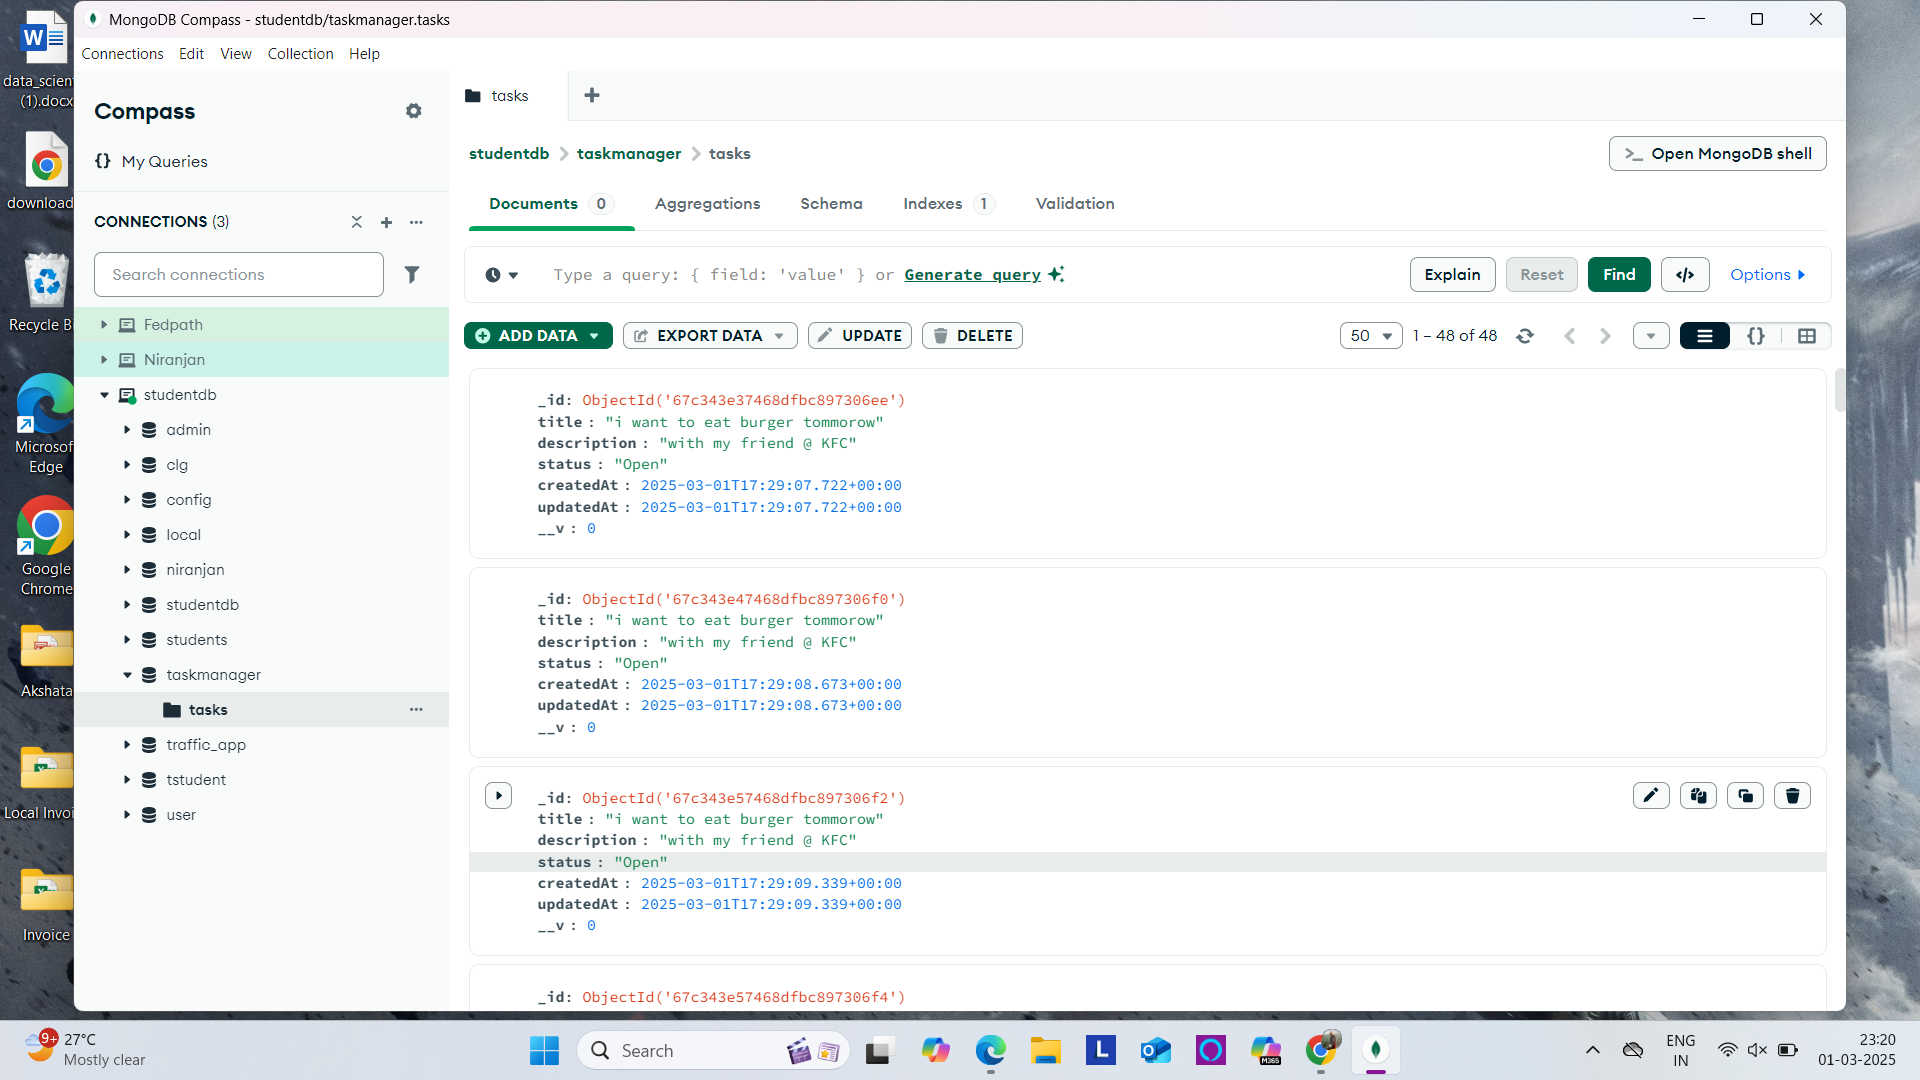 MongoDB Compass - studentdb/taskmanager.tasks
Connections Edit View Collection Help
data_scien
(1).docx
download
Recycle B
Microsof
Edge
Google
Chrome
Akshata
Local Invoi
Invoice
Compass
{} My Queries
CONNECTIONS (3)
Search connections
Fedpath
Niranjan
studentdb
admin
clg
config
local
niranjan
studentdb
students
taskmanager
tasks
traffic_app
tstudent
user
tasks
studentdb > taskmanager > tasks
>_ Open MongoDB shell
Documents 0 Aggregations Schema Indexes 1 Validation
Type a query: { field: 'value' } or Generate query
Explain Reset Find </> Options
ADD DATA EXPORT DATA UPDATE DELETE
50 1 – 48 of 48 {}
_id: ObjectId('67c343e37468dfbc897306ee')
title : "i want to eat burger tommorow"
description : "with my friend @ KFC"
status : "Open"
createdAt : 2025-03-01T17:29:07.722+00:00
updatedAt : 2025-03-01T17:29:07.722+00:00
__v : 0
_id: ObjectId('67c343e47468dfbc897306f0')
title : "i want to eat burger tommorow"
description : "with my friend @ KFC"
status : "Open"
createdAt : 2025-03-01T17:29:08.673+00:00
updatedAt : 2025-03-01T17:29:08.673+00:00
__v : 0
_id: ObjectId('67c343e57468dfbc897306f2')
title : "i want to eat burger tommorow"
description : "with my friend @ KFC"
status : "Open"
createdAt : 2025-03-01T17:29:09.339+00:00
updatedAt : 2025-03-01T17:29:09.339+00:00
__v : 0
_id: ObjectId('67c343e57468dfbc897306f4')
9+
27°C
Mostly clear
Search
L
M365
ENG
IN
23:20
01-03-2025